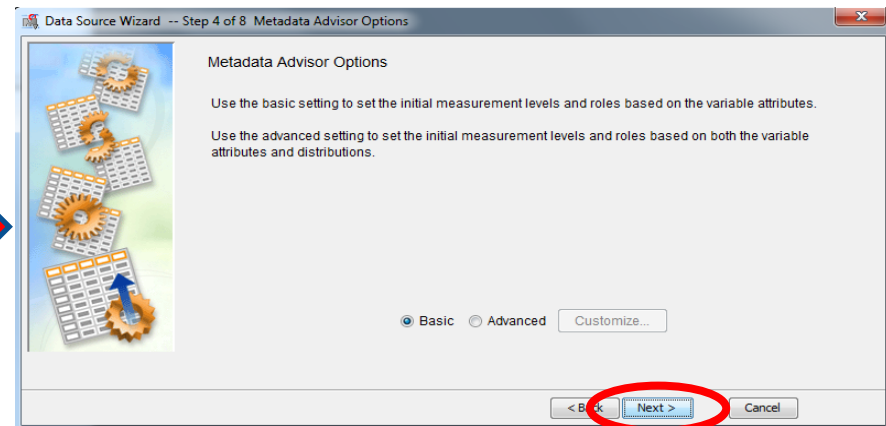 Data Source Wizard -- Step 4 of 8 Metadata Advisor Options
Metadata Advisor Options
Use the basic setting to set the initial measurement levels and roles based on the variable attributes.
Use the advanced setting to set the initial measurement levels and roles based on both the variable
attributes and distributions.
Basic Advanced Customize...
< Back Next > Cancel